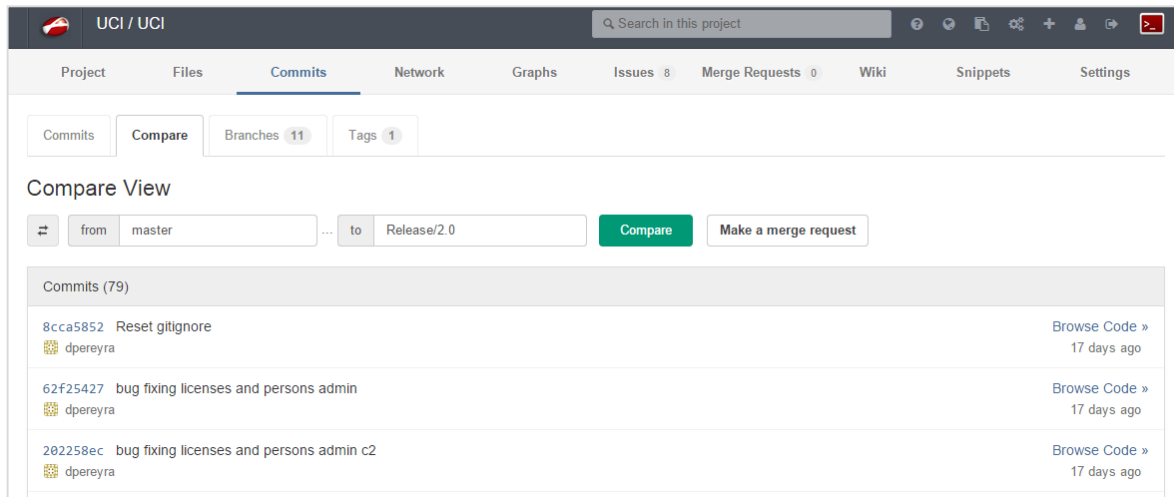 UCI / UCI Search in this project >_
Project Files Commits Network Graphs Issues 8 Merge Requests 0 Wiki Snippets Settings
Commits Compare Branches 11 Tags 1
Compare View
from master ... to Release/2.0 Compare Make a merge request
Commits (79)
8cca5852 Reset gitignore Browse Code »
dpereyra 17 days ago
62f25427 bug fixing licenses and persons admin Browse Code »
dpereyra 17 days ago
202258ec bug fixing licenses and persons admin c2 Browse Code »
dpereyra 17 days ago